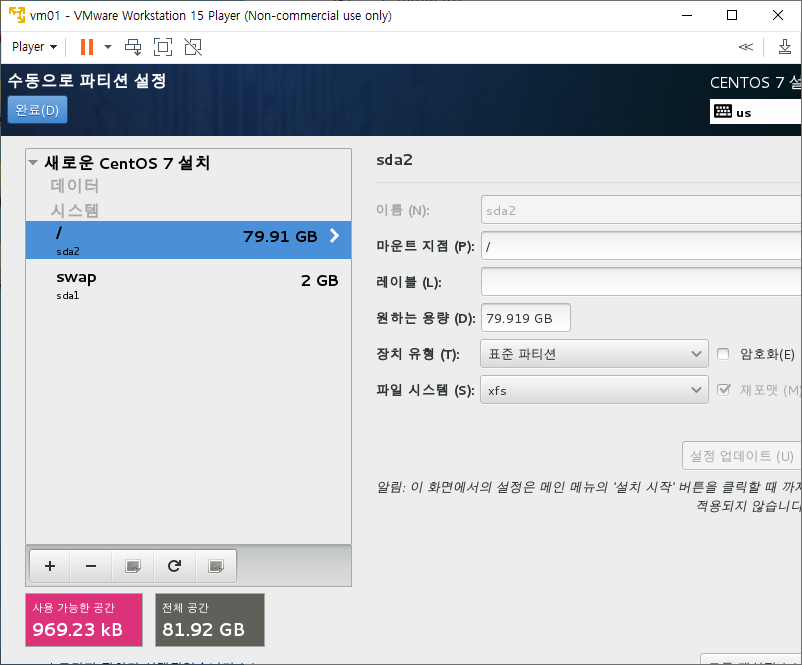 vm01 - VMware Workstation 15 Player (Non-commercial use only)
Player
수동으로 파티션 설정
CENTOS 7 설
완료(D)
us
새로운 CentOS 7 설치
데이터
시스템
/
79.91 GB
sda2
swap
2 GB
sda1
sda2
이름 (N):
sda2
마운트 지점 (P):
/
레이블 (L):
원하는 용량 (D):
79.919 GB
장치 유형 (T):
표준 파티션
암호화(E)
파일 시스템 (S):
xfs
재포맷 (M
설정 업데이트 (U)
알림: 이 화면에서의 설정은 메인 메뉴의 '설치 시작' 버튼을 클릭할 때 까지
적용되지 않습니다
사용 가능한 공간
969.23 kB
전체 공간
81.92 GB